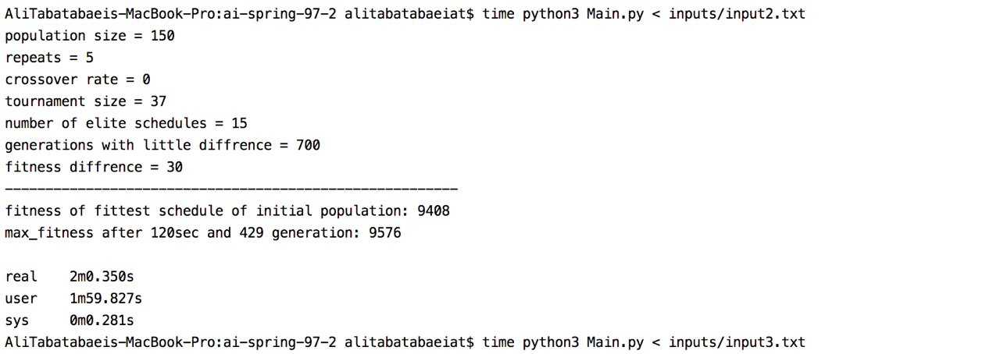 AliTabatabaeis-MacBook-Pro:ai-spring-97-2 alitabatabaeiat$ time python3 Main.py < inputs/input2.txt
population size = 150
repeats = 5
crossover rate = 0
tournament size = 37
number of elite schedules = 15
generations with little diffrence = 700
fitness diffrence = 30
--------------------------------------------------------
fitness of fittest schedule of initial population: 9408
max_fitness after 120sec and 429 generation: 9576
real    2m0.350s
user    1m59.827s
sys     0m0.281s
AliTabatabaeis-MacBook-Pro:ai-spring-97-2 alitabatabaeiat$ time python3 Main.py < inputs/input3.txt